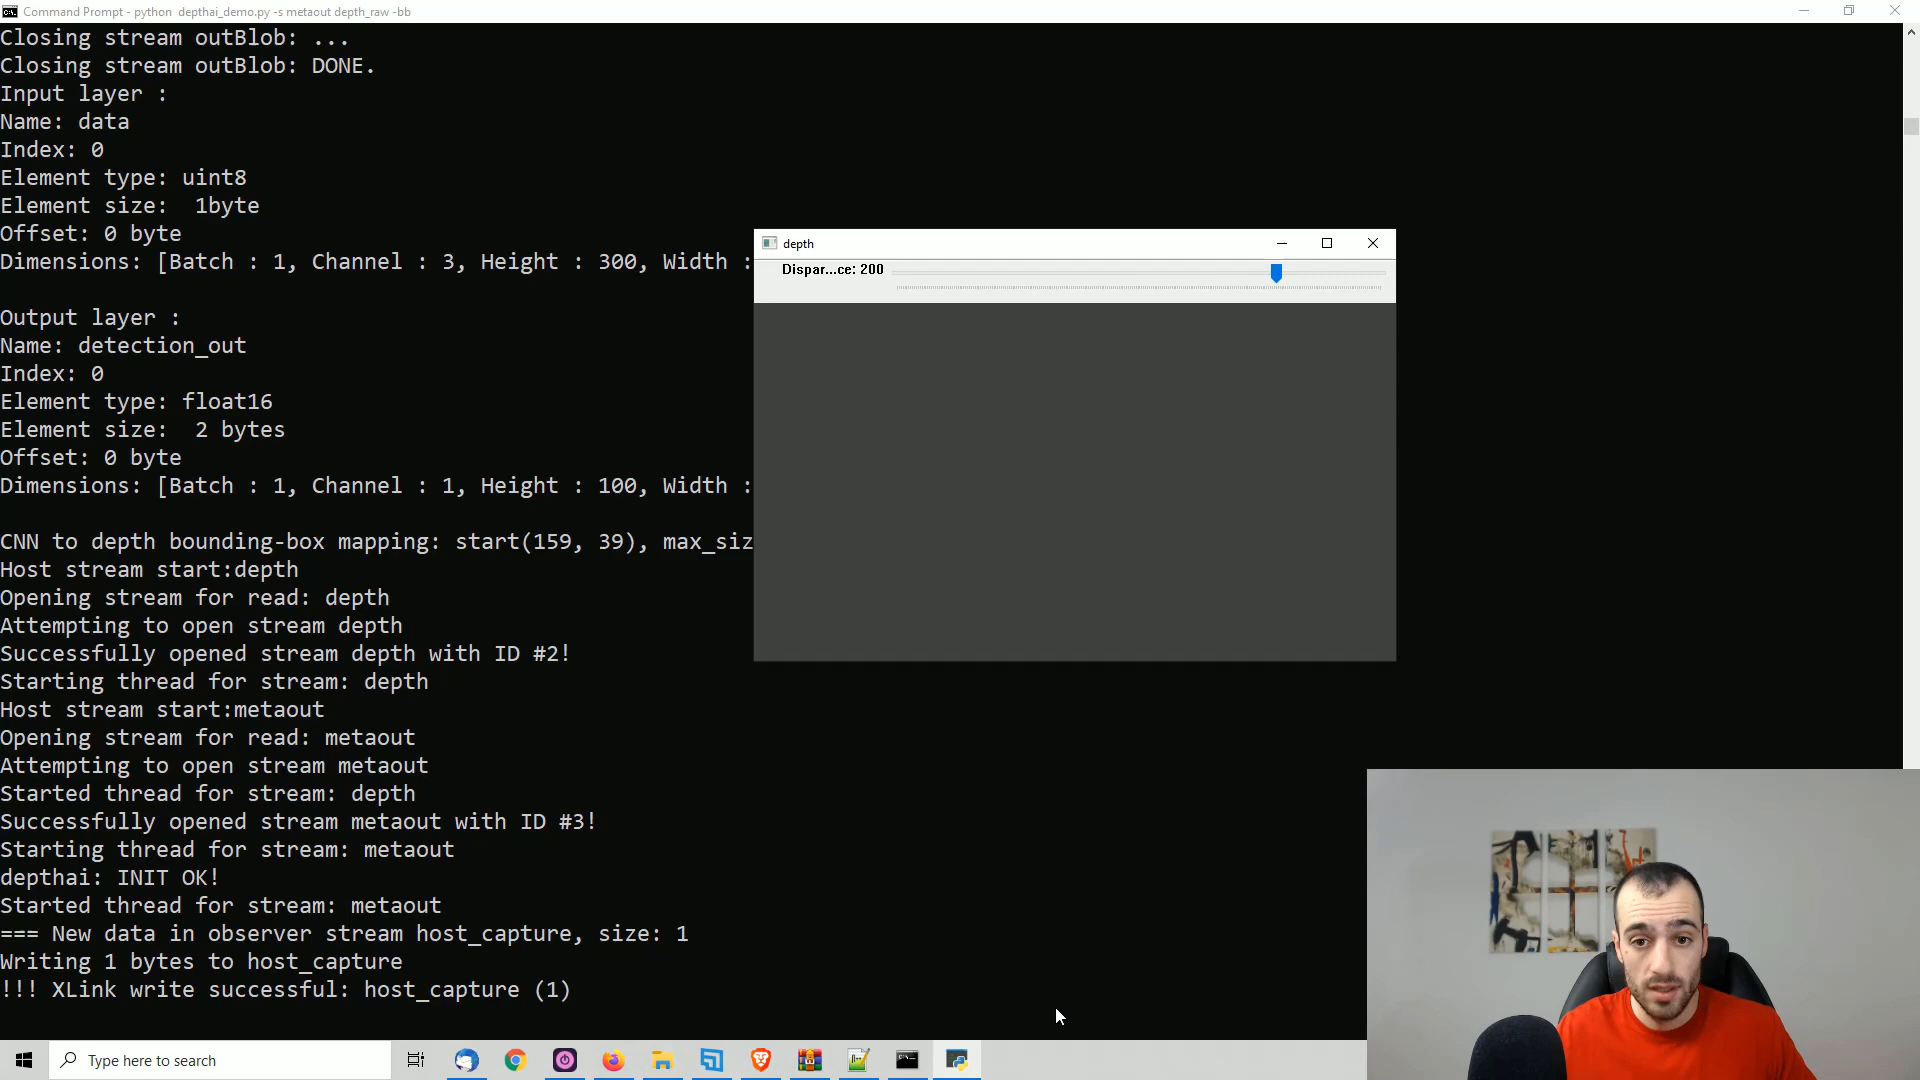 Command Prompt - python  depthai_demo.py -s metaout depth_raw -bb
Closing stream outBlob: ...
Closing stream outBlob: DONE.
Input layer :
Name: data
Index: 0
Element type: uint8
Element size:  1byte
Offset: 0 byte
Dimensions: [Batch : 1, Channel : 3, Height : 300, Width :
Output layer :
Name: detection_out
Index: 0
Element type: float16
Element size:  2 bytes
Offset: 0 byte
Dimensions: [Batch : 1, Channel : 1, Height : 100, Width :
CNN to depth bounding-box mapping: start(159, 39), max_siz
Host stream start:depth
Opening stream for read: depth
Attempting to open stream depth
Successfully opened stream depth with ID #2!
Starting thread for stream: depth
Host stream start:metaout
Opening stream for read: metaout
Attempting to open stream metaout
Started thread for stream: depth
Successfully opened stream metaout with ID #3!
Starting thread for stream: metaout
depthai: INIT OK!
Started thread for stream: metaout
=== New data in observer stream host_capture, size: 1
Writing 1 bytes to host_capture
!!! XLink write successful: host_capture (1)
depth
Dispar...ce: 200
Type here to search